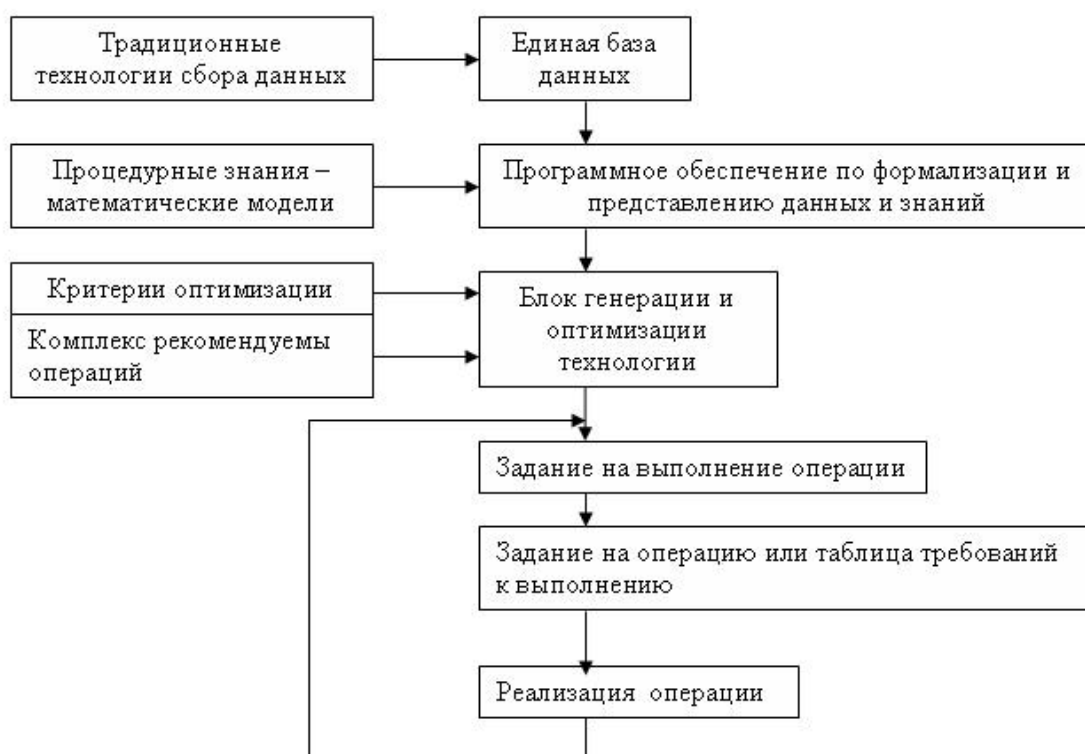 Традиционные
технологии сбора данных
Единая база
данных
Процедурные знания –
математические модели
Программное обеспечение по формализации и
представлению данных и знаний
Критерии оптимизации
Комплекс рекомендуемы
операций
Блок генерации и
оптимизации
технологии
Задание на выполнение операции
Задание на операцию или таблица требований
к выполнению
Реализация операции